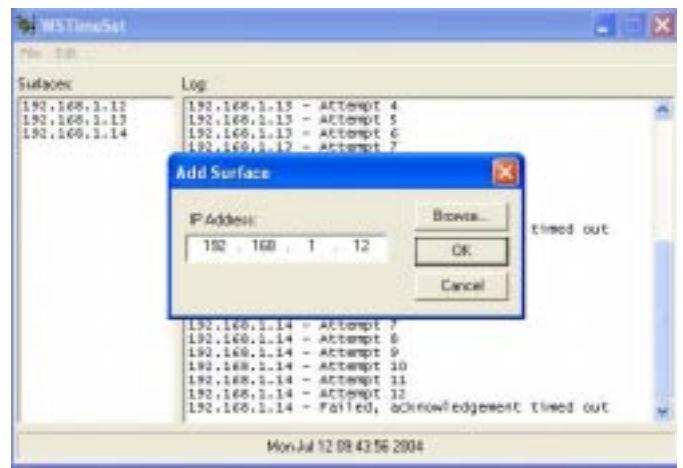 WSTimeSet
File Edit
Surfaces:
192.168.1.12
192.168.1.13
192.168.1.14
Log:
192.168.1.13 - Attempt 4
192.168.1.13 - Attempt 5
192.168.1.13 - Attempt 6
192.168.1.13 - Attempt 7
timed out
Add Surface
IP Address:
192 . 168 . 1 . 12
Browse...
OK
Cancel
192.168.1.14 - Attempt 7
192.168.1.14 - Attempt 8
192.168.1.14 - Attempt 9
192.168.1.14 - Attempt 10
192.168.1.14 - Attempt 11
192.168.1.14 - Attempt 12
192.168.1.14 - Failed, acknowledgement timed out
Mon Jul 12 09:43:56 2004